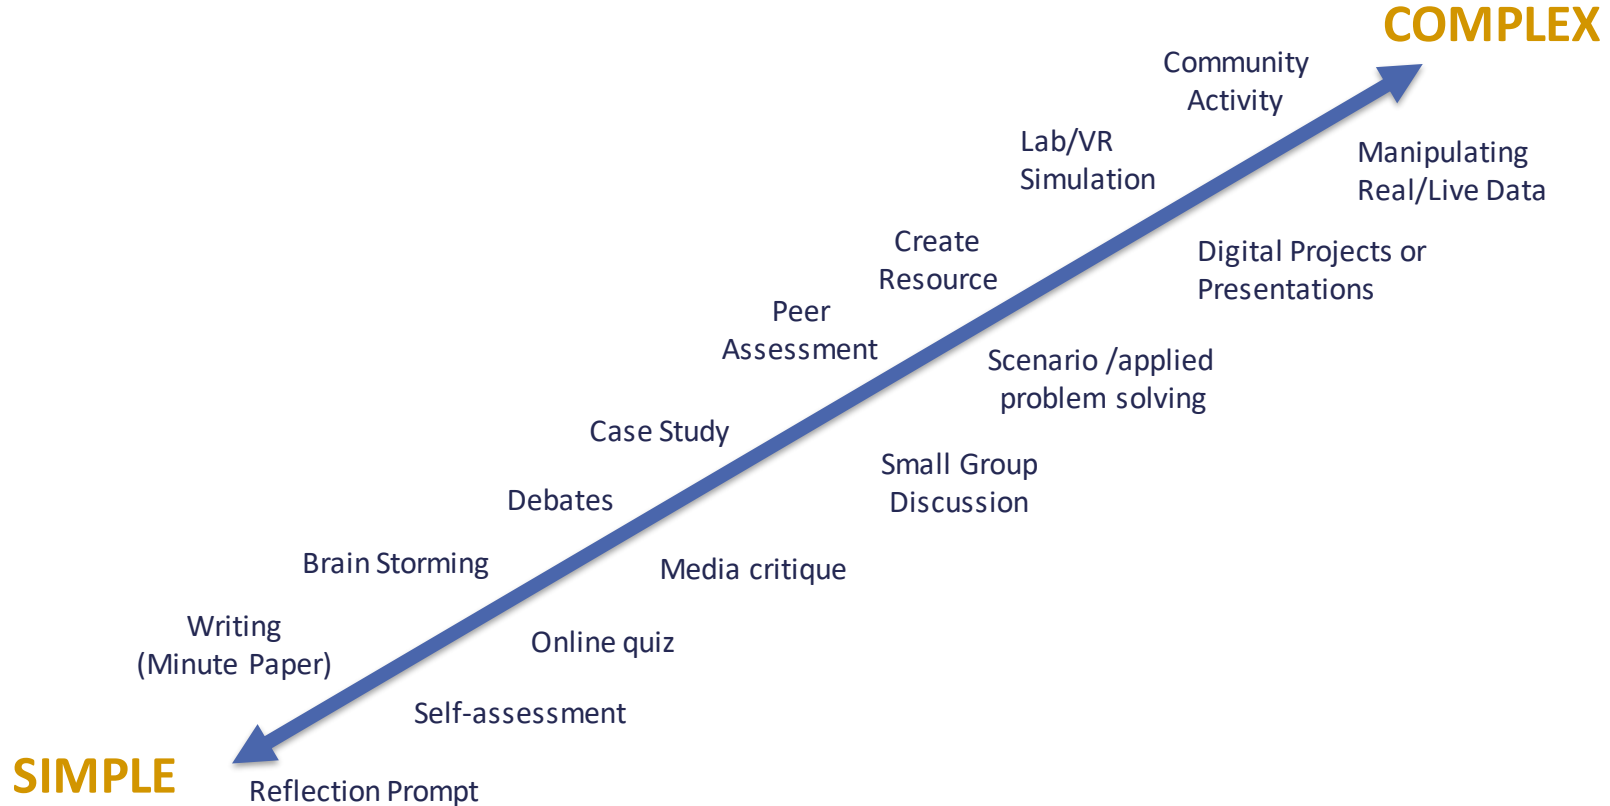 COMPLEX
Community
Activity
Lab/VR
Simulation
Manipulating
Real/Live Data
Create
Resource
Digital Projects or
Presentations
Peer
Assessment
Scenario /applied
problem solving
Case Study
Small Group
Discussion
Debates
Brain Storming
Media critique
Writing
(Minute Paper)
Online quiz
Self-assessment
SIMPLE
Reflection Prompt